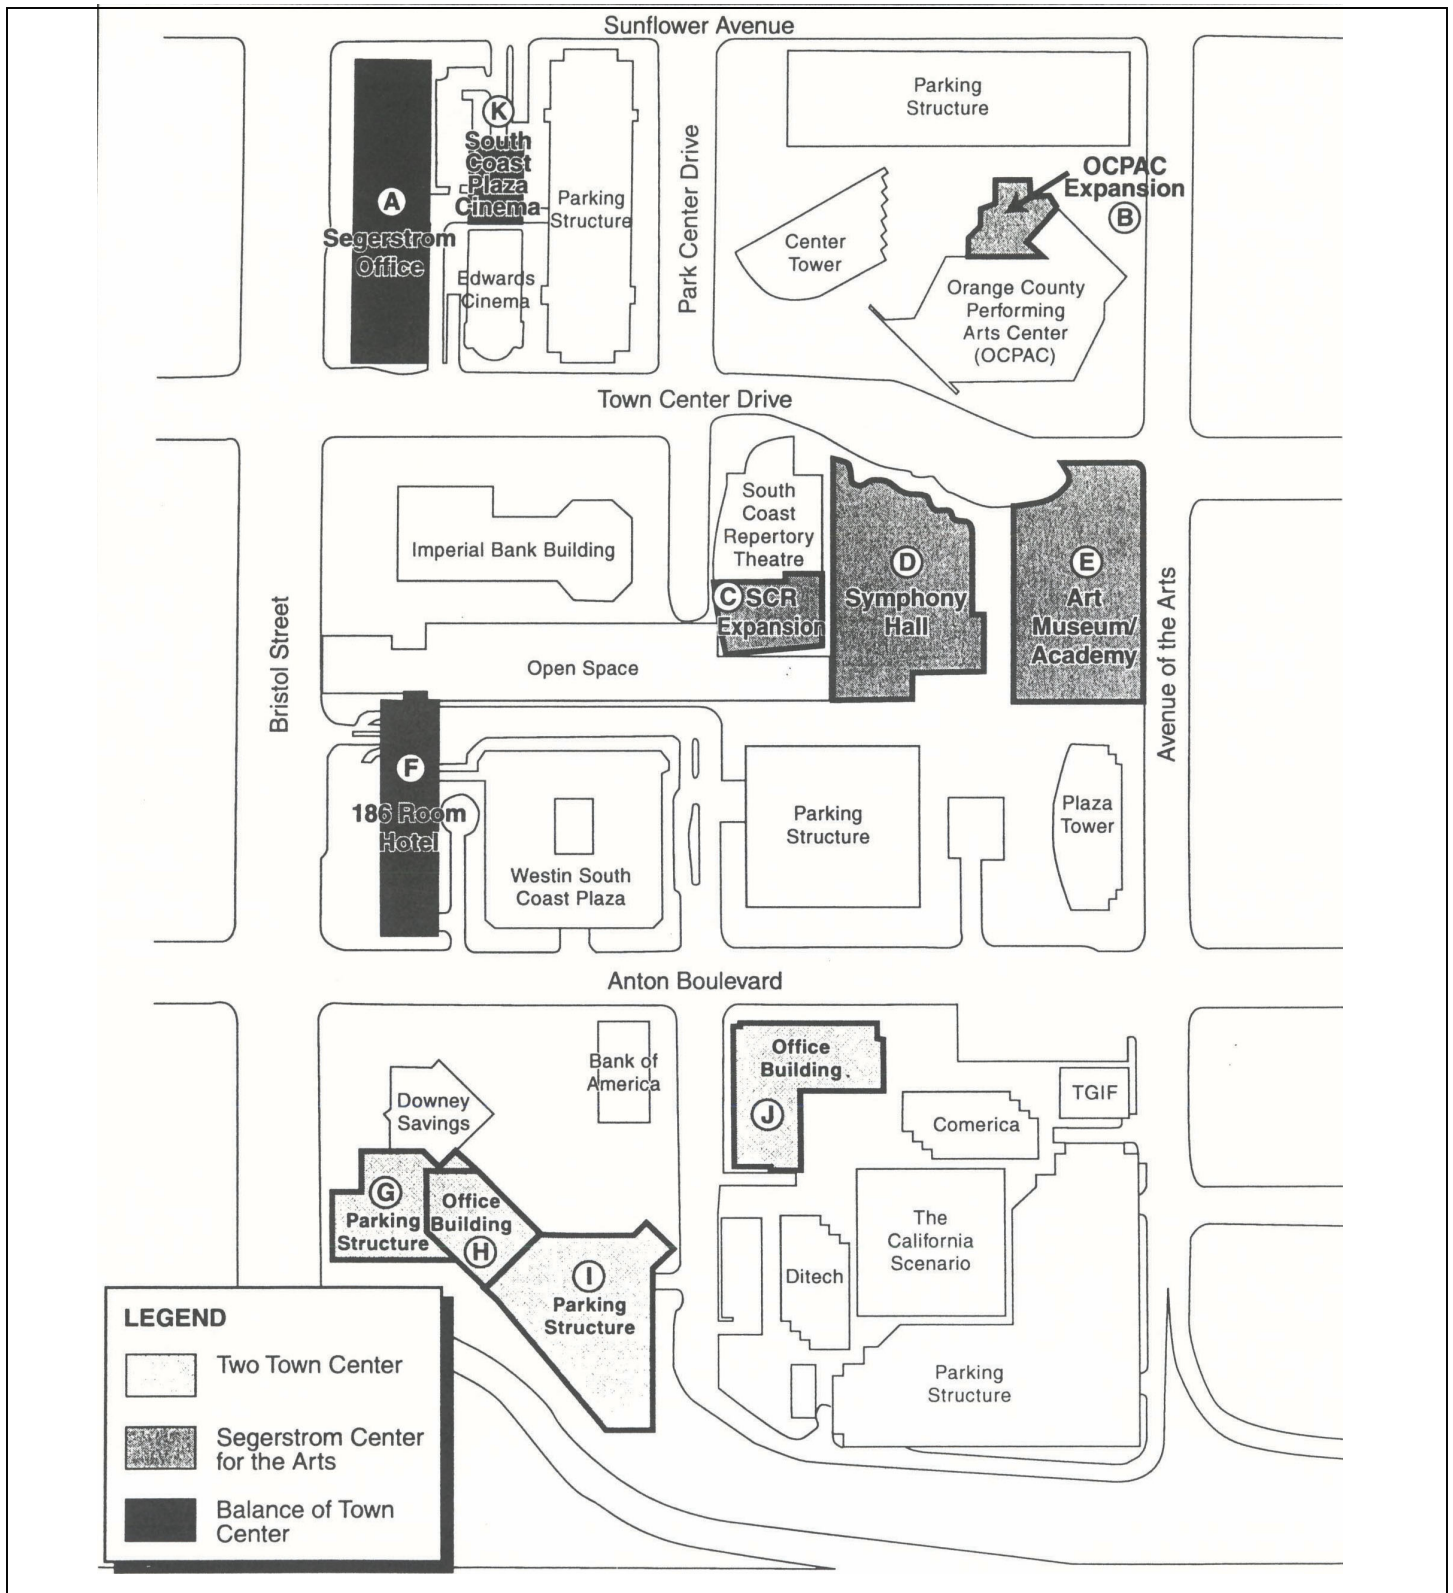 Sunflower Avenue
Parking
Structure
K
South
Coast
Plaza
Cinema
A
Segerstrom
Office
Edwards
Cinema
Parking
Structure
Park Center Drive
Center
Tower
OCPAC
Expansion
B
Orange County
Performing
Arts Center
(OCPAC)
Town Center Drive
Imperial Bank Building
South
Coast
Repertory
Theatre
C SCR
Expansion
D
Symphony
Hall
E
Art
Museum/
Academy
Bristol Street
Open Space
Avenue of the Arts
F
186 Room
Hotel
Westin South
Coast Plaza
Parking
Structure
Plaza
Tower
Anton Boulevard
Bank of
America
Downey
Savings
Office
Building
J
TGIF
Comerica
G
Parking
Structure
Office
Building
H
I
Parking
Structure
The
California
Scenario
Ditech
Parking
Structure
LEGEND
Two Town Center
Segerstrom Center
for the Arts
Balance of Town
Center